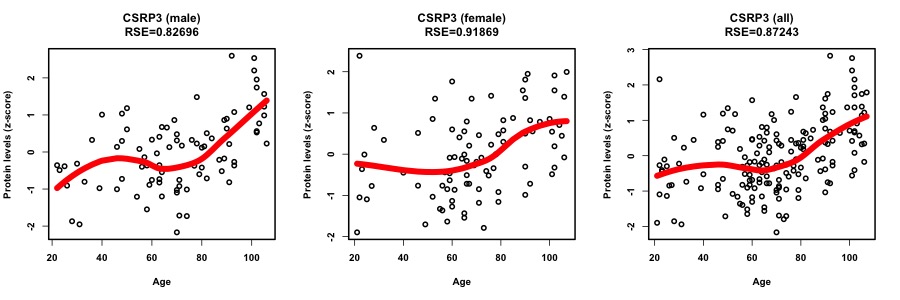 CSRP3 (male)
RSE=0.82696
Protein levels (z-score)
2
1
0
-1
-2
20 40 60 80 100
Age
CSRP3 (female)
RSE=0.91869
Protein levels (z-score)
2
1
0
-1
-2
20 40 60 80 100
Age
CSRP3 (all)
RSE=0.87243
Protein levels (z-score)
3
2
1
0
-1
-2
20 40 60 80 100
Age